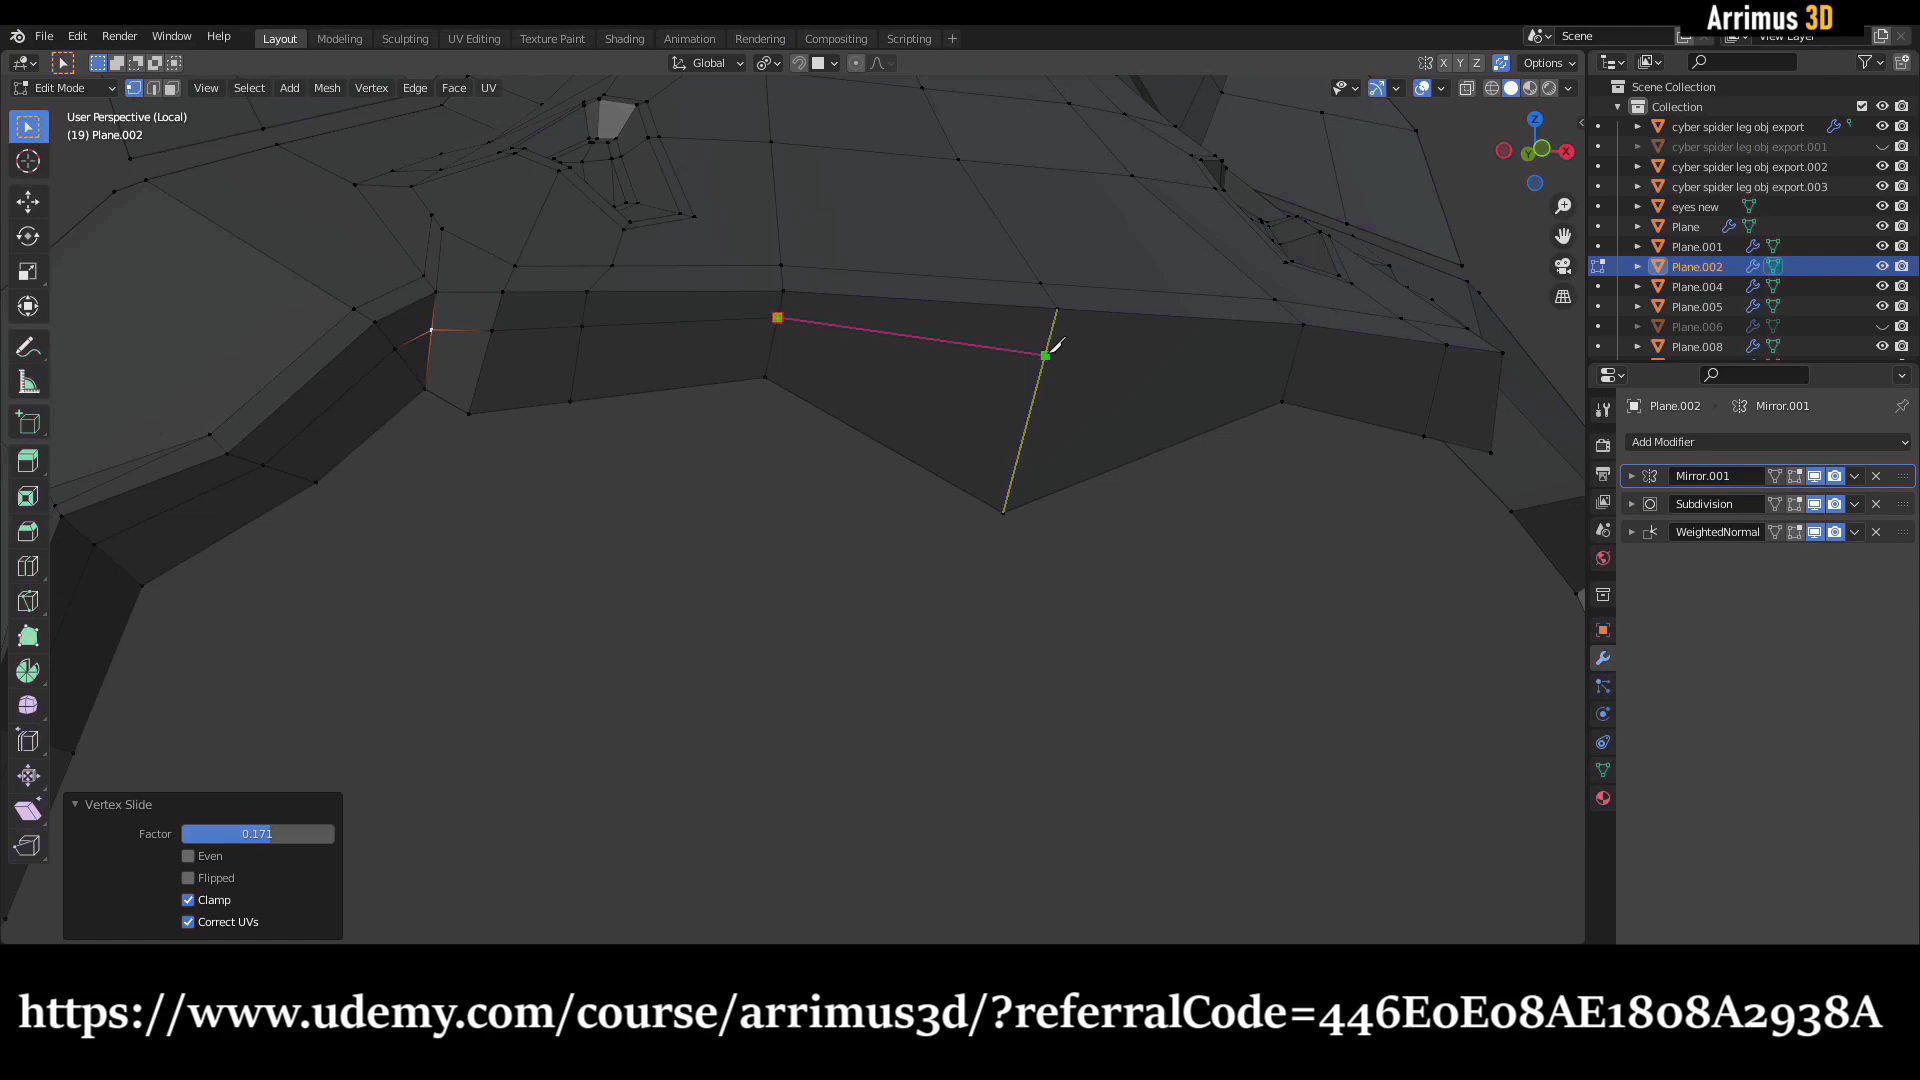 Arrimus 3D
File Edit Render Window Help
Layout Modeling Sculpting UV Editing Texture Paint Shading Animation Rendering Compositing Scripting +
Scene
View Layer
Global
X Y Z
Options
Edit Mode
View Select Add Mesh Vertex Edge Face UV
User Perspective (Local)
(19) Plane.002
Z
Y
X
Scene Collection
Collection
cyber spider leg obj export
cyber spider leg obj export.001
cyber spider leg obj export.002
cyber spider leg obj export.003
eyes new
Plane
Plane.001
Plane.002
Plane.004
Plane.005
Plane.006
Plane.008
Plane.002 Mirror.001
Add Modifier
Mirror.001
Subdivision
WeightedNormal
Vertex Slide
Factor 0.171
Even
Flipped
Clamp
Correct UVs
https://www.udemy.com/course/arrimus3d/?referralCode=446E0E08AE1808A2938A